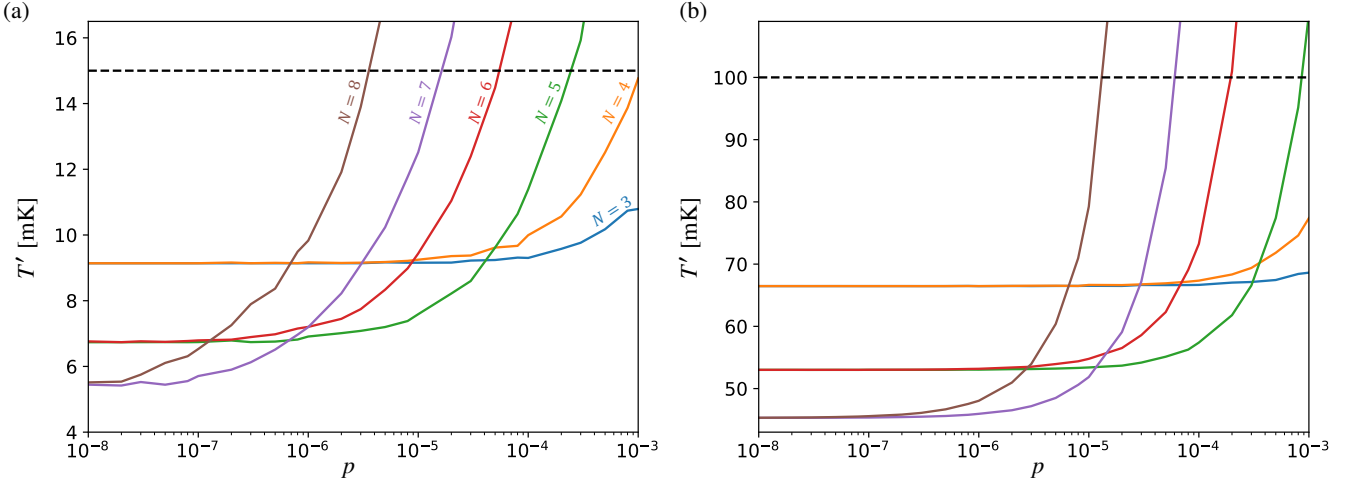 (a)
T′ [mK]
16
14
12
10
8
6
4
N = 8
N = 7
N = 6
N = 5
N = 4
N = 3
10⁻⁸ 10⁻⁷ 10⁻⁶ 10⁻⁵ 10⁻⁴ 10⁻³
p
(b)
T′ [mK]
100
90
80
70
60
50
10⁻⁸ 10⁻⁷ 10⁻⁶ 10⁻⁵ 10⁻⁴ 10⁻³
p